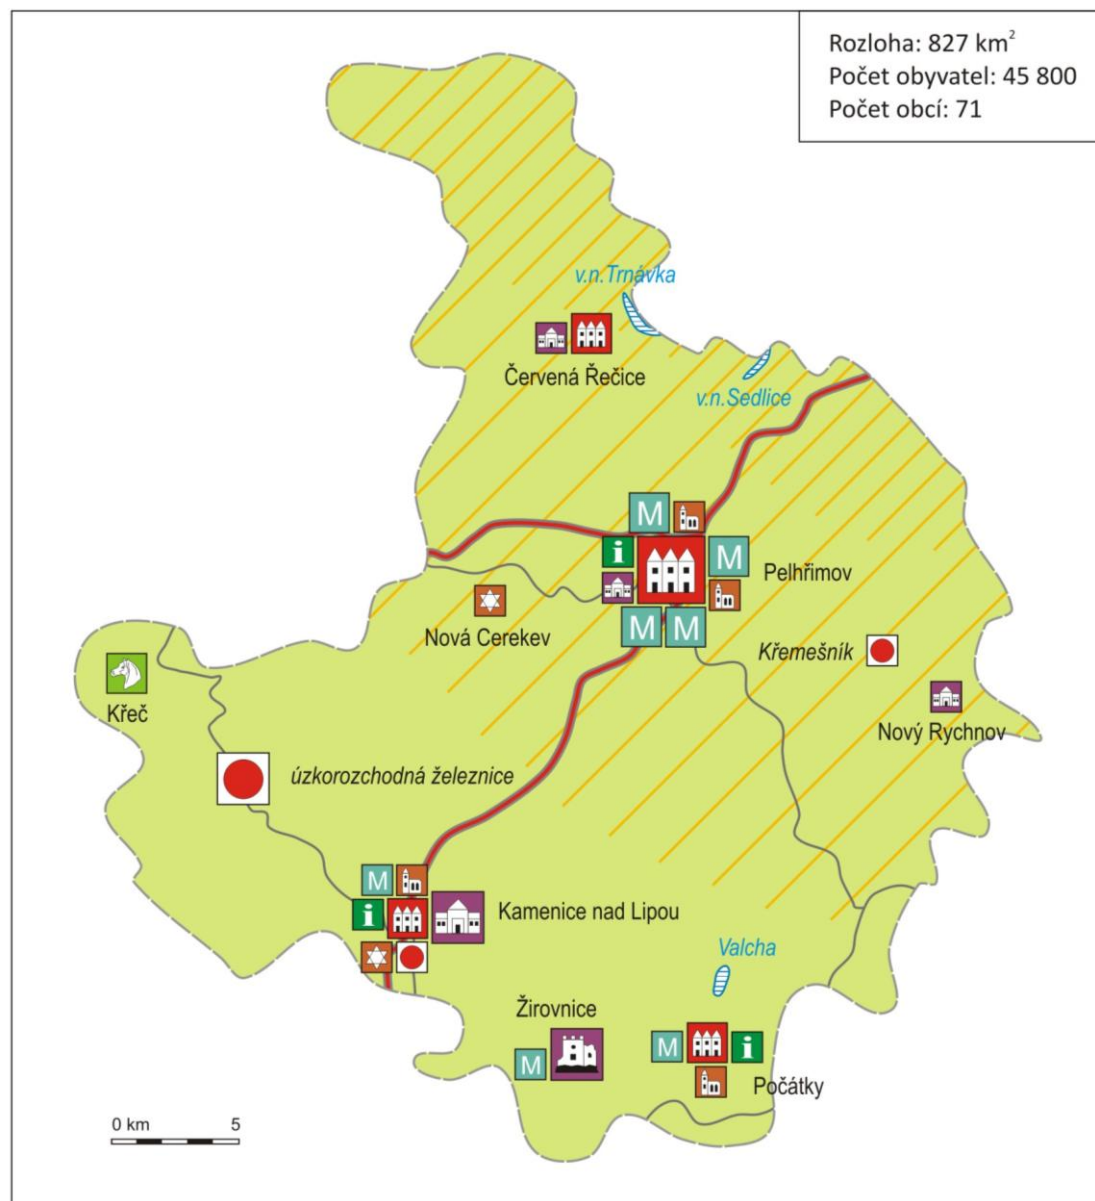 Rozloha: 827 km²
Počet obyvatel: 45 800
Počet obcí: 71
v.n.Trnávka
Červená Řečice
v.n.Sedlice
M
i
M
Pelhřimov
M M
Nová Cerekev
Křemešník
Křeč
Nový Rychnov
úzkorozchodná železnice
M
i
Kamenice nad Lipou
Valcha
Žirovnice
M
M
i
Počátky
0 km 5